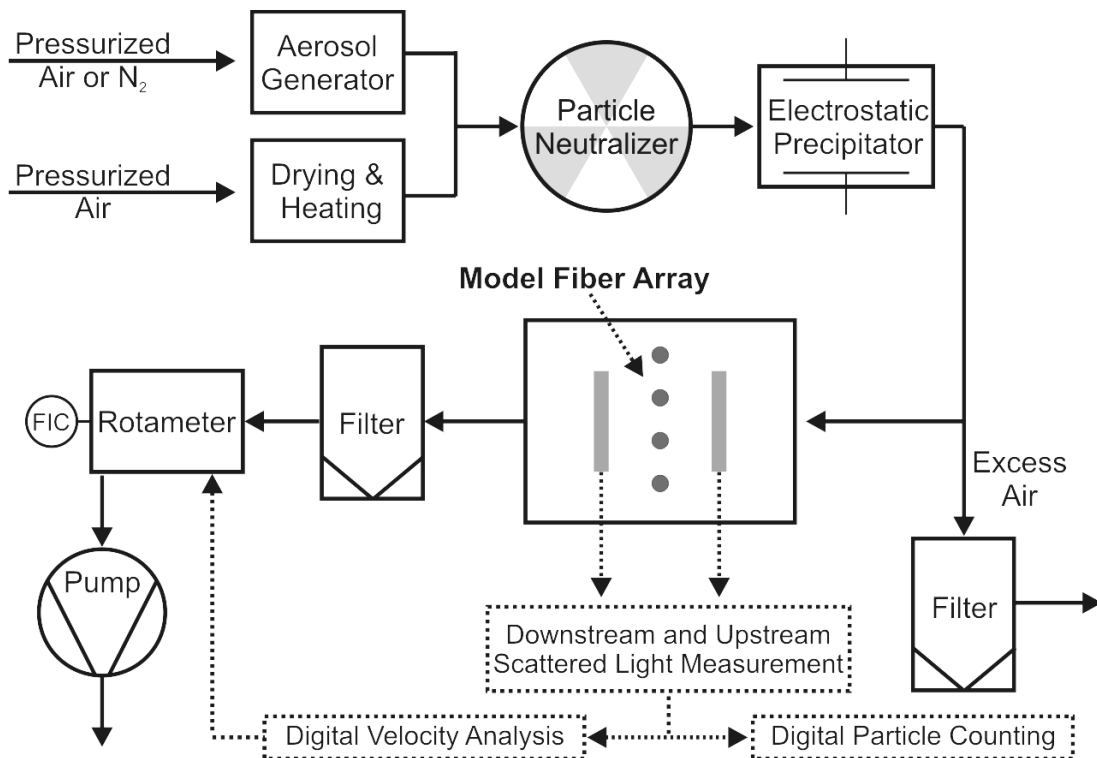 Pressurized
Air or N₂
Aerosol
Generator
Pressurized
Air
Drying &
Heating
Particle
Neutralizer
Electrostatic
Precipitator
Model Fiber Array
FIC
Rotameter
Filter
Excess
Air
Pump
Filter
Downstream and Upstream
Scattered Light Measurement
Digital Velocity Analysis
Digital Particle Counting